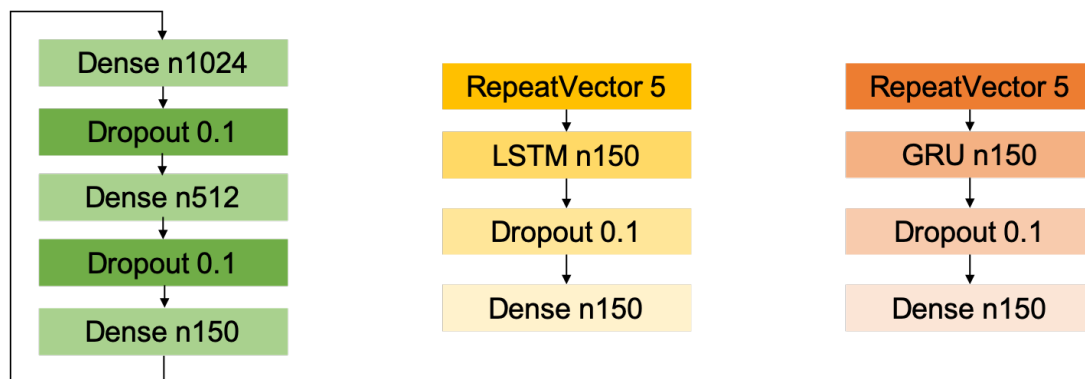 Dense n1024
Dropout 0.1
Dense n512
Dropout 0.1
Dense n150
RepeatVector 5
LSTM n150
Dropout 0.1
Dense n150
RepeatVector 5
GRU n150
Dropout 0.1
Dense n150